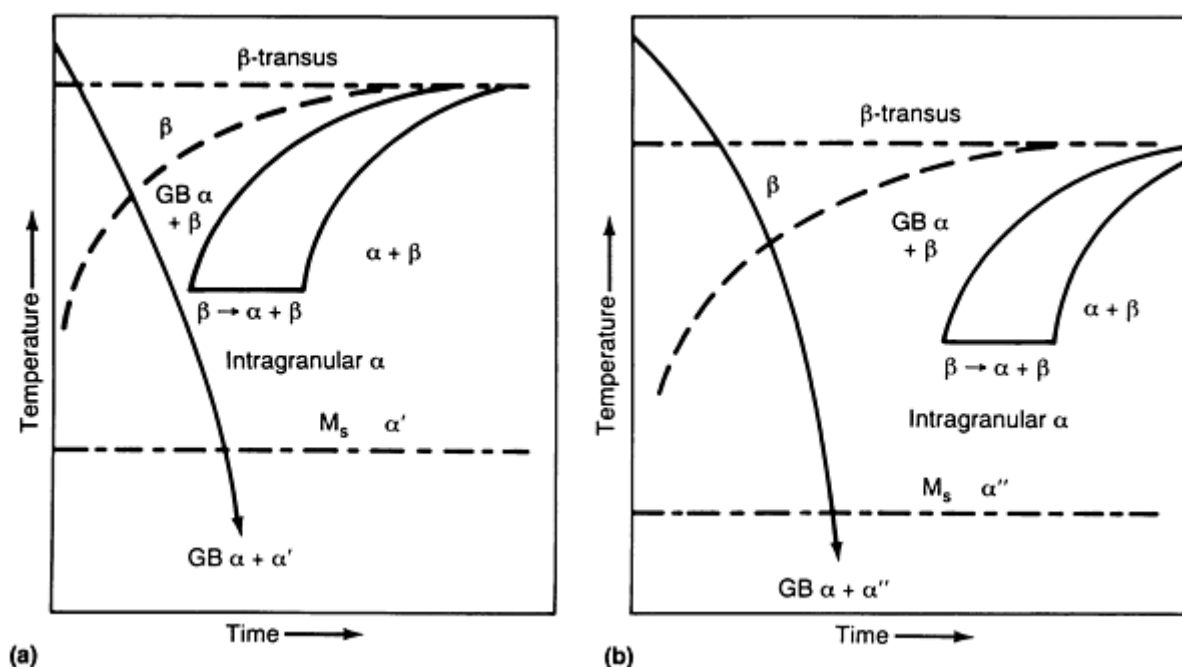 β-transus
β
GB α
+ β
α + β
β → α + β
Intragranular α
Mₛ α′
GB α + α′
Temperature
Time
(a)
β-transus
β
GB α
+ β
α + β
β → α + β
Intragranular α
Mₛ α″
GB α + α″
Temperature
Time
(b)